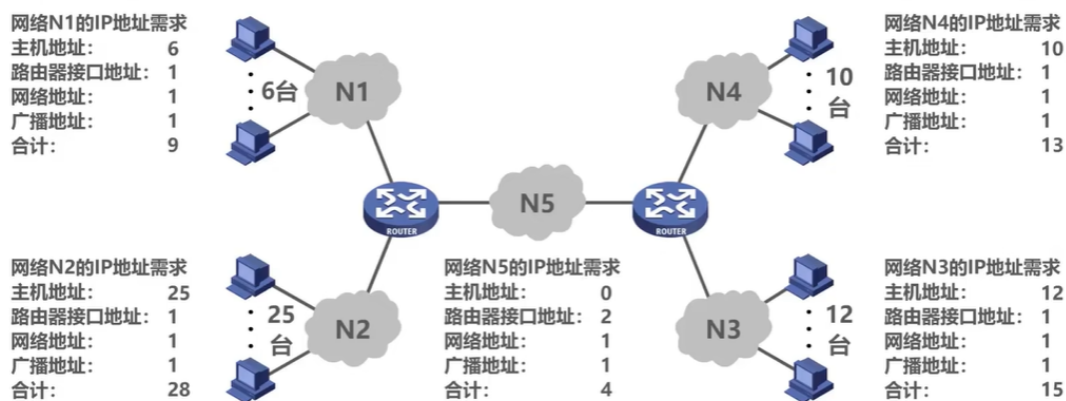 网络N1的IP地址需求
主机地址： 6
路由器接口地址： 1
网络地址： 1
广播地址： 1
合计： 9
6台
N1
网络N4的IP地址需求
主机地址： 10
路由器接口地址： 1
网络地址： 1
广播地址： 1
合计： 13
N4
10
台
ROUTER
N5
ROUTER
网络N2的IP地址需求
主机地址： 25
路由器接口地址： 1
网络地址： 1
广播地址： 1
合计： 28
25
台
N2
网络N5的IP地址需求
主机地址： 0
路由器接口地址： 2
网络地址： 1
广播地址： 1
合计： 4
N3
12
台
网络N3的IP地址需求
主机地址： 12
路由器接口地址： 1
网络地址： 1
广播地址： 1
合计： 15